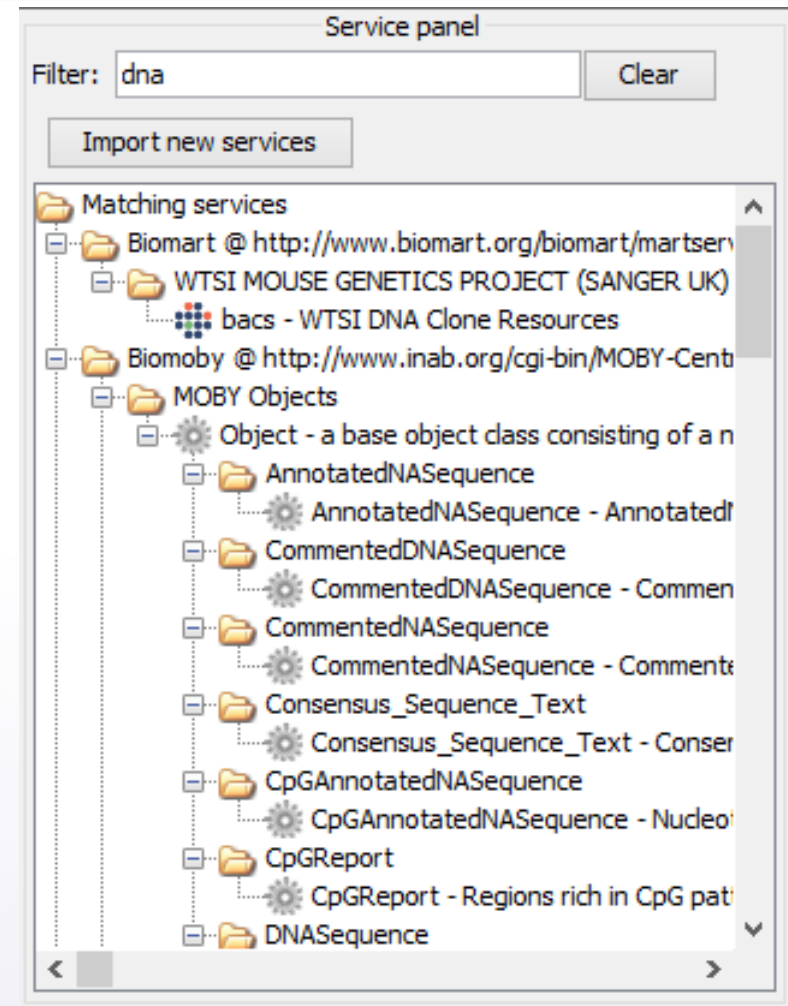 Service panel
Filter: dna Clear
Import new services
Matching services
Biomart @ http://www.biomart.org/biomart/martserv
WTSI MOUSE GENETICS PROJECT (SANGER UK)
bacs - WTSI DNA Clone Resources
Biomoby @ http://www.inab.org/cgi-bin/MOBY-Centr
MOBY Objects
Object - a base object class consisting of a n
AnnotatedNASequence
AnnotatedNASequence - Annotated
CommentedDNASequence
CommentedDNASequence - Commen
CommentedNASequence
CommentedNASequence - Commente
Consensus_Sequence_Text
Consensus_Sequence_Text - Conser
CpGAnnotatedNASequence
CpGAnnotatedNASequence - Nucleot
CpGReport
CpGReport - Regions rich in CpG patt
DNASequence